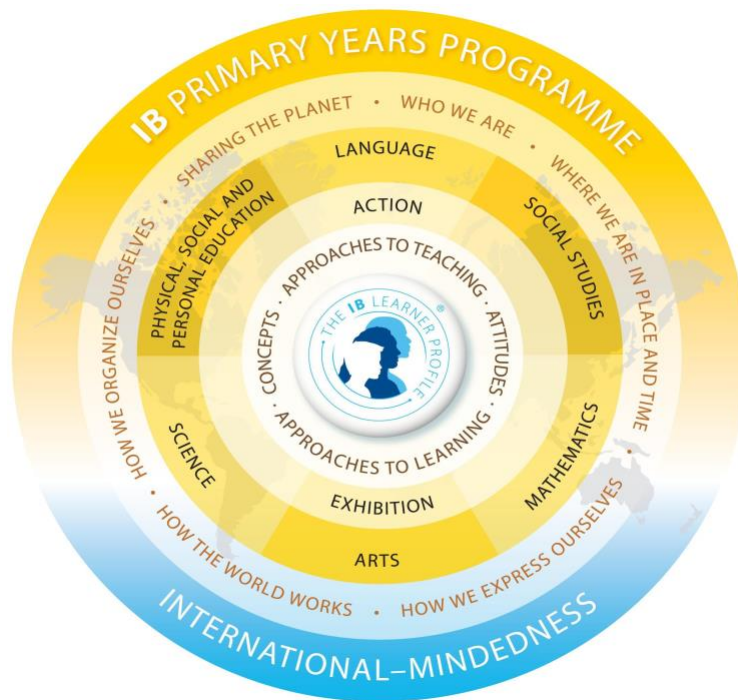 IB PRIMARY YEARS PROGRAMME
SHARING THE PLANET • WHO WE ARE • WHERE WE ARE IN PLACE AND TIME • HOW WE EXPRESS OURSELVES • HOW THE WORLD WORKS • HOW WE ORGANIZE OURSELVES •
LANGUAGE
SOCIAL STUDIES
MATHEMATICS
ARTS
SCIENCE
PHYSICAL, SOCIAL AND
PERSONAL EDUCATION
ACTION
EXHIBITION
APPROACHES TO TEACHING · ATTITUDES · APPROACHES TO LEARNING · CONCEPTS ·
• THE IB LEARNER PROFILE •
®
INTERNATIONAL–MINDEDNESS